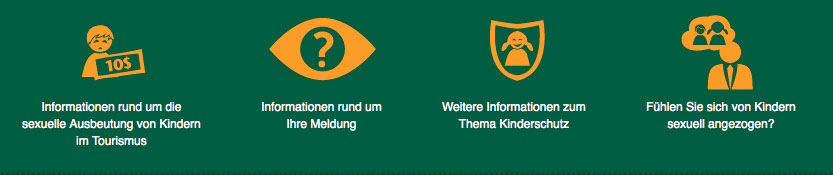 10$
?
Informationen rund um die
sexuelle Ausbeutung von Kindern
im Tourismus
Informationen rund um
Ihre Meldung
Weitere Informationen zum
Thema Kinderschutz
Fühlen Sie sich von Kindern
sexuell angezogen?